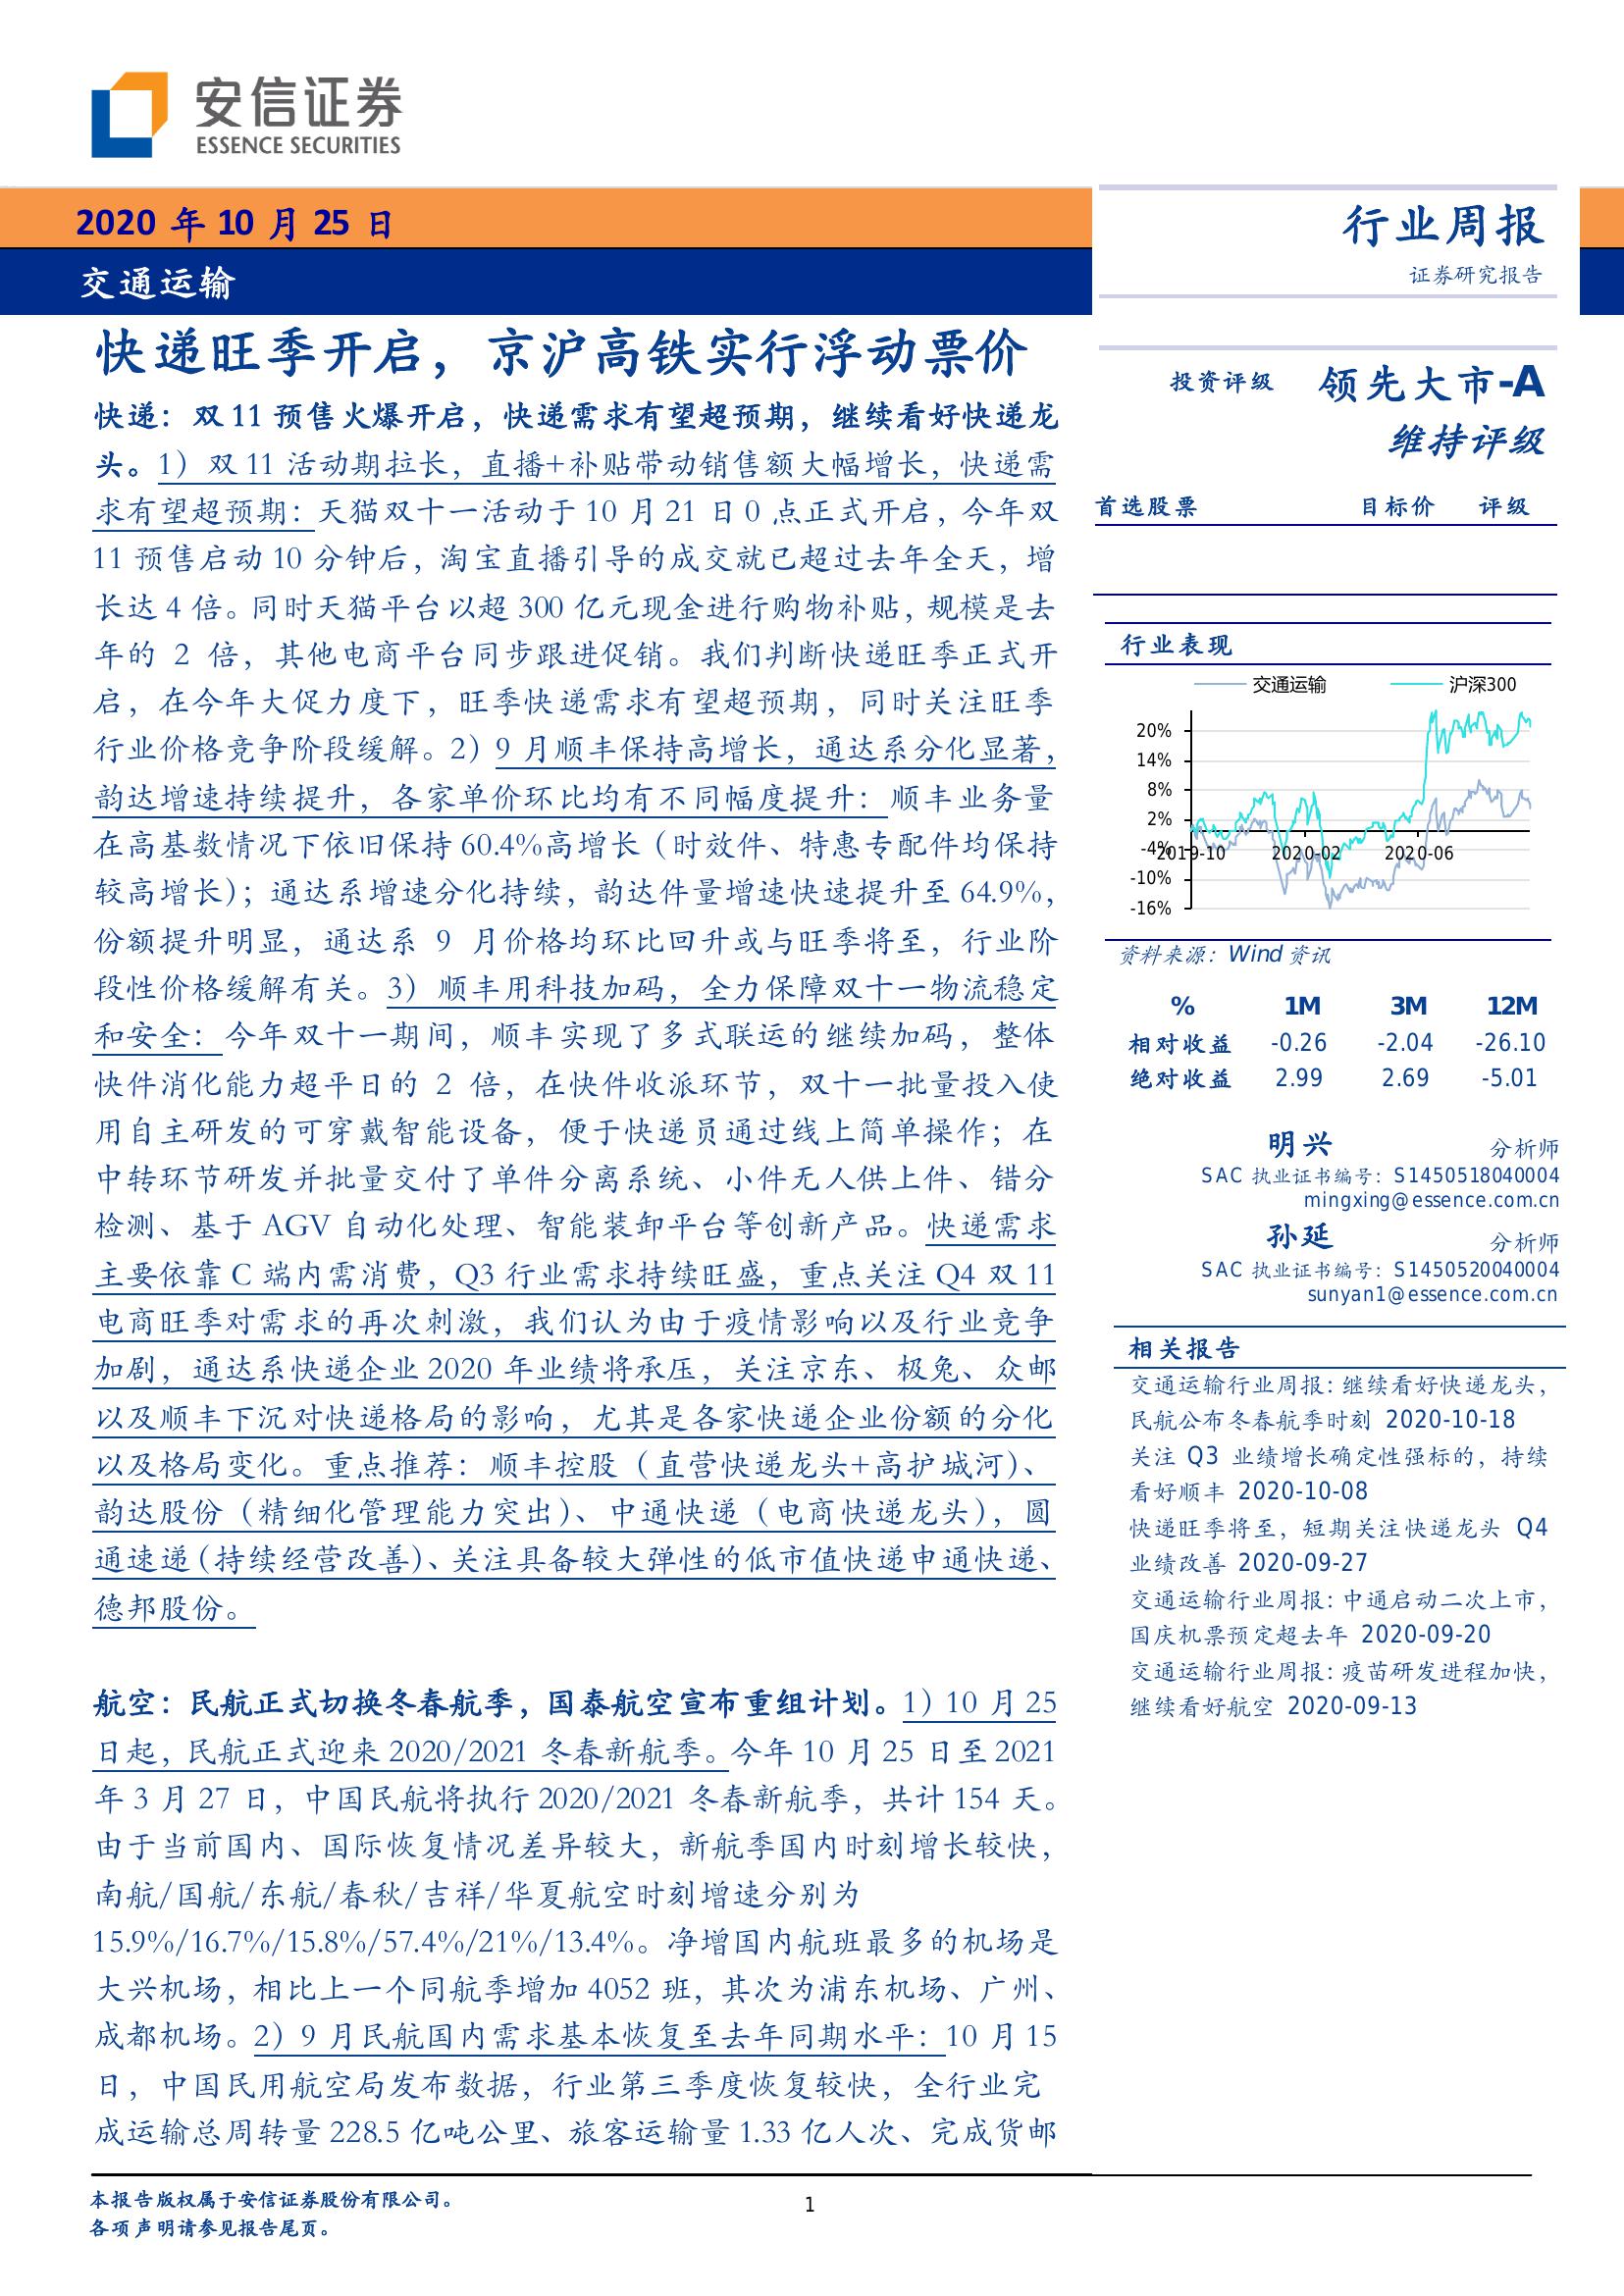 安信证券
ESSENCE SECURITIES
2020 年 10 月 25 日
交通运输
行业周报
证券研究报告
快递旺季开启，京沪高铁实行浮动票价
快递：双 11 预售火爆开启，快递需求有望超预期，继续看好快递龙
头。1）双 11 活动期拉长，直播+补贴带动销售额大幅增长，快递需
求有望超预期：天猫双十一活动于 10 月 21 日 0 点正式开启，今年双
11 预售启动 10 分钟后，淘宝直播引导的成交就已超过去年全天，增
长达 4 倍。同时天猫平台以超 300 亿元现金进行购物补贴，规模是去
年的 2 倍，其他电商平台同步跟进促销。我们判断快递旺季正式开
启，在今年大促力度下，旺季快递需求有望超预期，同时关注旺季
行业价格竞争阶段缓解。2）9 月顺丰保持高增长，通达系分化显著，
韵达增速持续提升，各家单价环比均有不同幅度提升：顺丰业务量
在高基数情况下依旧保持 60.4%高增长（时效件、特惠专配件均保持
较高增长）；通达系增速分化持续，韵达件量增速快速提升至 64.9%，
份额提升明显，通达系 9 月价格均环比回升或与旺季将至，行业阶
段性价格缓解有关。3）顺丰用科技加码，全力保障双十一物流稳定
和安全：今年双十一期间，顺丰实现了多式联运的继续加码，整体
快件消化能力超平日的 2 倍，在快件收派环节，双十一批量投入使
用自主研发的可穿戴智能设备，便于快递员通过线上简单操作；在
中转环节研发并批量交付了单件分离系统、小件无人供上件、错分
检测、基于 AGV 自动化处理、智能装卸平台等创新产品。快递需求
主要依靠 C 端内需消费，Q3 行业需求持续旺盛，重点关注 Q4 双 11
电商旺季对需求的再次刺激，我们认为由于疫情影响以及行业竞争
加剧，通达系快递企业 2020 年业绩将承压，关注京东、极兔、众邮
以及顺丰下沉对快递格局的影响，尤其是各家快递企业份额的分化
以及格局变化。重点推荐：顺丰控股（直营快递龙头+高护城河）、
韵达股份（精细化管理能力突出）、中通快递（电商快递龙头），圆
通速递（持续经营改善）、关注具备较大弹性的低市值快递申通快递、
德邦股份。
航空：民航正式切换冬春航季，国泰航空宣布重组计划。1）10 月 25
日起，民航正式迎来 2020/2021 冬春新航季。今年 10 月 25 日至 2021
年 3 月 27 日，中国民航将执行 2020/2021 冬春新航季，共计 154 天。
由于当前国内、国际恢复情况差异较大，新航季国内时刻增长较快，
南航/国航/东航/春秋/吉祥/华夏航空时刻增速分别为
15.9%/16.7%/15.8%/57.4%/21%/13.4%。净增国内航班最多的机场是
大兴机场，相比上一个同航季增加 4052 班，其次为浦东机场、广州、
成都机场。2）9 月民航国内需求基本恢复至去年同期水平：10 月 15
日，中国民用航空局发布数据，行业第三季度恢复较快，全行业完
成运输总周转量 228.5 亿吨公里、旅客运输量 1.33 亿人次、完成货邮
投资评级 领先大市-A
维持评级
首选股票 目标价 评级
行业表现
交通运输 沪深300
20%
14%
8%
2%
-4%
-10%
-16%
2019-10 2020-02 2020-06
资料来源：Wind 资讯
% 1M 3M 12M
相对收益 -0.26 -2.04 -26.10
绝对收益 2.99 2.69 -5.01
明兴 分析师
SAC 执业证书编号：S1450518040004
mingxing@essence.com.cn
孙延 分析师
SAC 执业证书编号：S1450520040004
sunyan1@essence.com.cn
相关报告
交通运输行业周报：继续看好快递龙头，
民航公布冬春航季时刻 2020-10-18
关注 Q3 业绩增长确定性强标的，持续
看好顺丰 2020-10-08
快递旺季将至，短期关注快递龙头 Q4
业绩改善 2020-09-27
交通运输行业周报：中通启动二次上市，
国庆机票预定超去年 2020-09-20
交通运输行业周报：疫苗研发进程加快，
继续看好航空 2020-09-13
本报告版权属于安信证券股份有限公司。
各项声明请参见报告尾页。
1